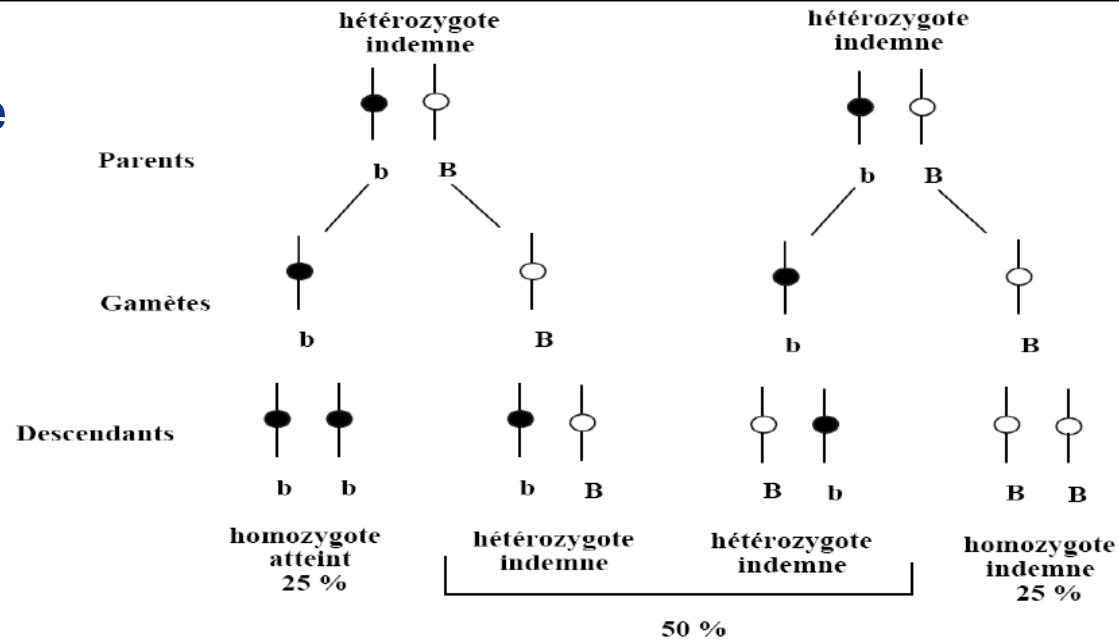 hétérozygote hétérozygote
indemne indemne
e
Parents
b B b B
Gamètes
b B b B
Descendants
b b b B B b B B
homozygote hétérozygote hétérozygote homozygote
atteint indemne indemne indemne
25 % 25 %
50 %